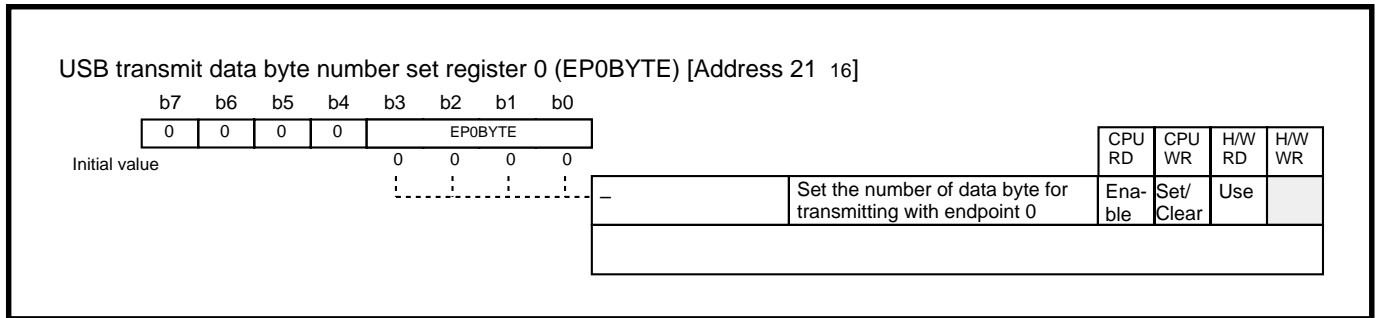 USB transmit data byte number set register 0 (EP0BYTE) [Address 21 16]
b7 b6 b5 b4 b3 b2 b1 b0
0 0 0 0 EP0BYTE
Initial value 0 0 0 0
CPU RD CPU WR H/W RD H/W WR
– Set the number of data byte for Ena- Set/ Use
transmitting with endpoint 0 ble Clear